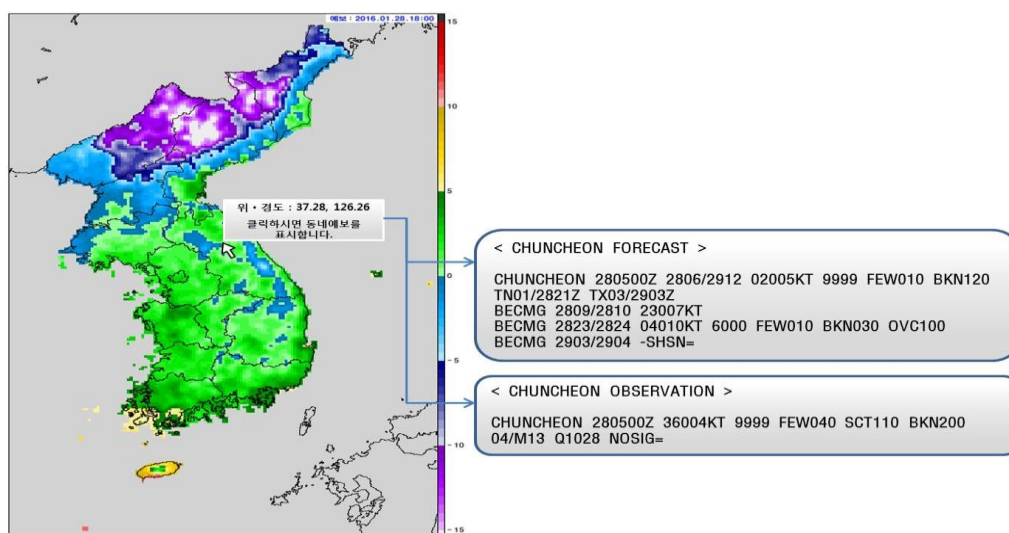 예보 : 2016.01.28.18:00
15
10
5
0
-5
-10
-15
위・경도 : 37.28, 126.26
클릭하시면 동네예보를
표시합니다.
< CHUNCHEON FORECAST >
CHUNCHEON 280500Z 2806/2912 02005KT 9999 FEW010 BKN120
TN01/2821Z TX03/2903Z
BECMG 2809/2810 23007KT
BECMG 2823/2824 04010KT 6000 FEW010 BKN030 OVC100
BECMG 2903/2904 -SHSN=
< CHUNCHEON OBSERVATION >
CHUNCHEON 280500Z 36004KT 9999 FEW040 SCT110 BKN200
04/M13 Q1028 NOSIG=